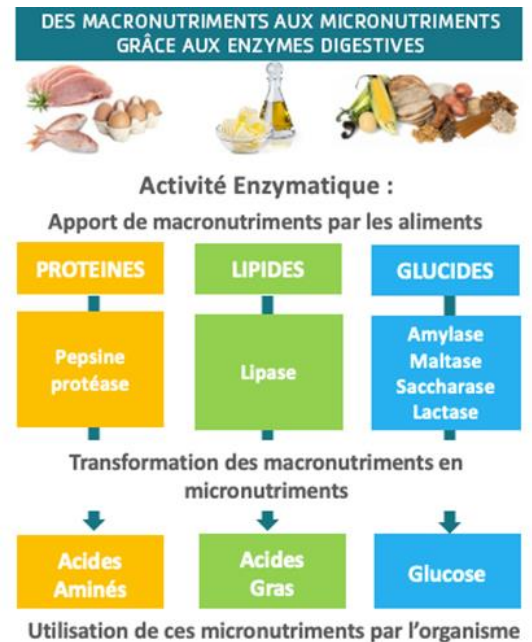 DES MACRONUTRIMENTS AUX MICRONUTRIMENTS
GRÂCE AUX ENZYMES DIGESTIVES
Activité Enzymatique :
Apport de macronutriments par les aliments
PROTEINES
LIPIDES
GLUCIDES
Pepsine
protéase
Lipase
Amylase
Maltase
Saccharase
Lactase
Transformation des macronutriments en
micronutriments
Acides
Aminés
Acides
Gras
Glucose
Utilisation de ces micronutriments par l'organisme